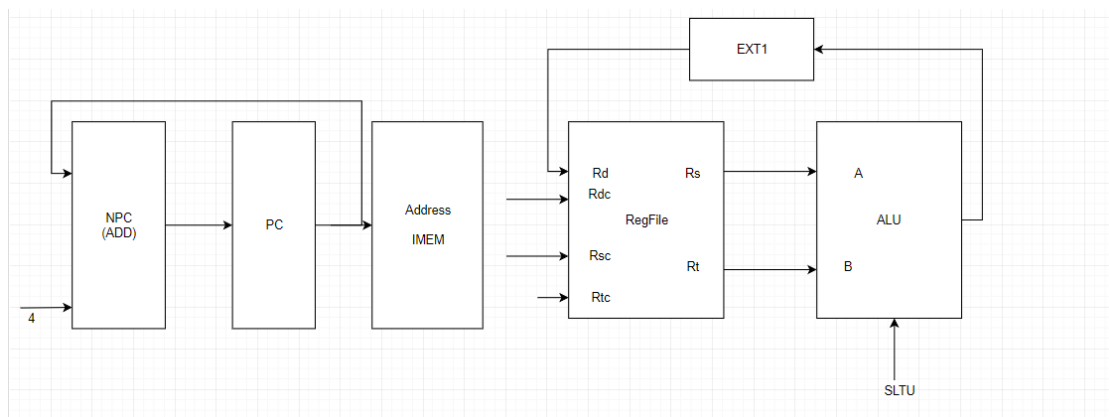 EXT1
NPC
(ADD)
4
PC
Address
IMEM
Rd
Rdc
Rsc
Rtc
RegFile
Rs
Rt
A
B
ALU
SLTU